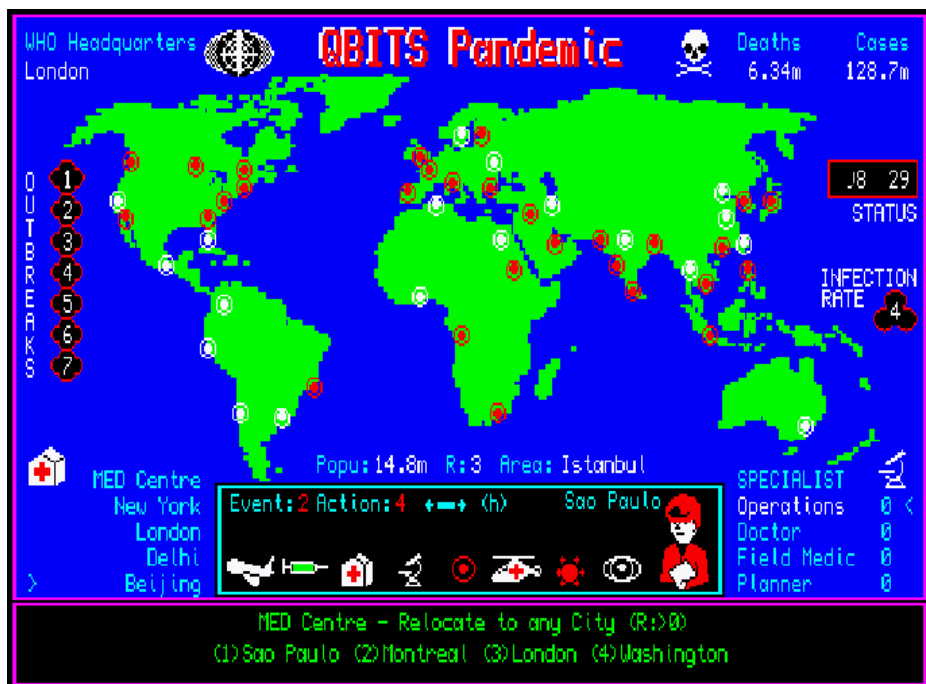 WHO Headquarters
London
QBITS Pandemic
Deaths Cases
6.34m 128.7m
OUTBREAKS
1
2
3
4
5
6
7
J8 29
STATUS
INFECTION
RATE
4
Popu:14.8m R:3 Area: Istanbul
MED Centre
New York
London
Delhi
> Beijing
Event:2 Action:4 (h) Sao Paulo
SPECIALIST
Operations 0 <
Doctor 0
Field Medic 0
Planner 0
MED Centre - Relocate to any City (R:>0)
(1)Sao Paulo (2)Montreal (3)London (4)Washington